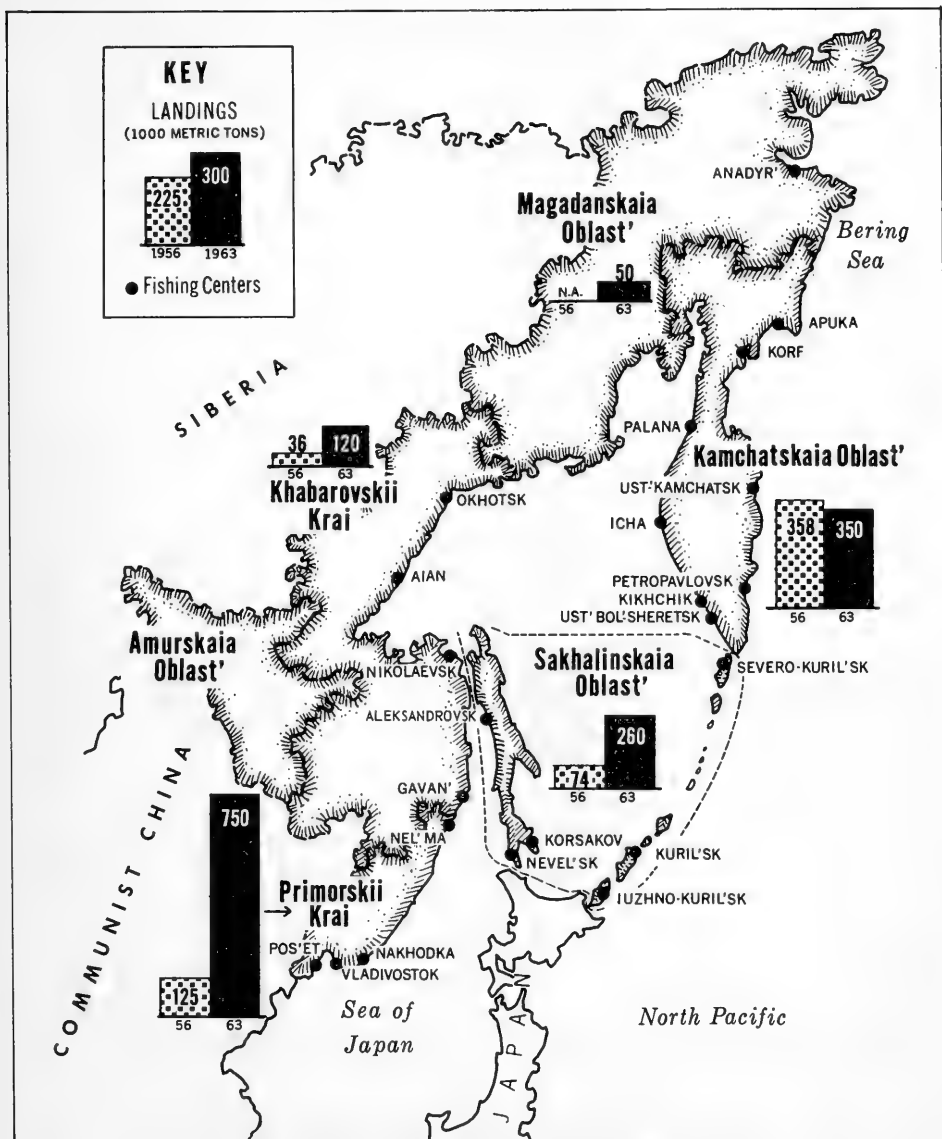 KEY
LANDINGS
(1000 METRIC TONS)
225
300
1956
1963
Fishing Centers
ANADYR'
Magadanskaia
Oblast'
Bering
Sea
N.A.
50
56
63
APUKA
KORF
SIBERIA
PALANA
36
120
56
63
Khabarovskii
Krai
Kamchatskaia Oblast'
UST'-KAMCHATSK
OKHOTSK
ICHA
358
350
56
63
AIAN
PETROPAVLOVSK
KIKHCHIK
UST' BOL'SHERETSK
Amurskaia
Oblast'
Sakhalinskaia
Oblast'
NIKOLAEVSK
SEVERO-KURIL'SK
ALEKSANDROVSK
74
260
56
63
COMMUNIST CHINA
GAVAN'
NEL'MA
KORSAKOV
NEVEL'SK
KURIL'SK
IUZHNO-KURIL'SK
125
750
56
63
Primorskii
Krai
POS'ET
NAKHODKA
VLADIVOSTOK
Sea of
Japan
JAPAN
North Pacific